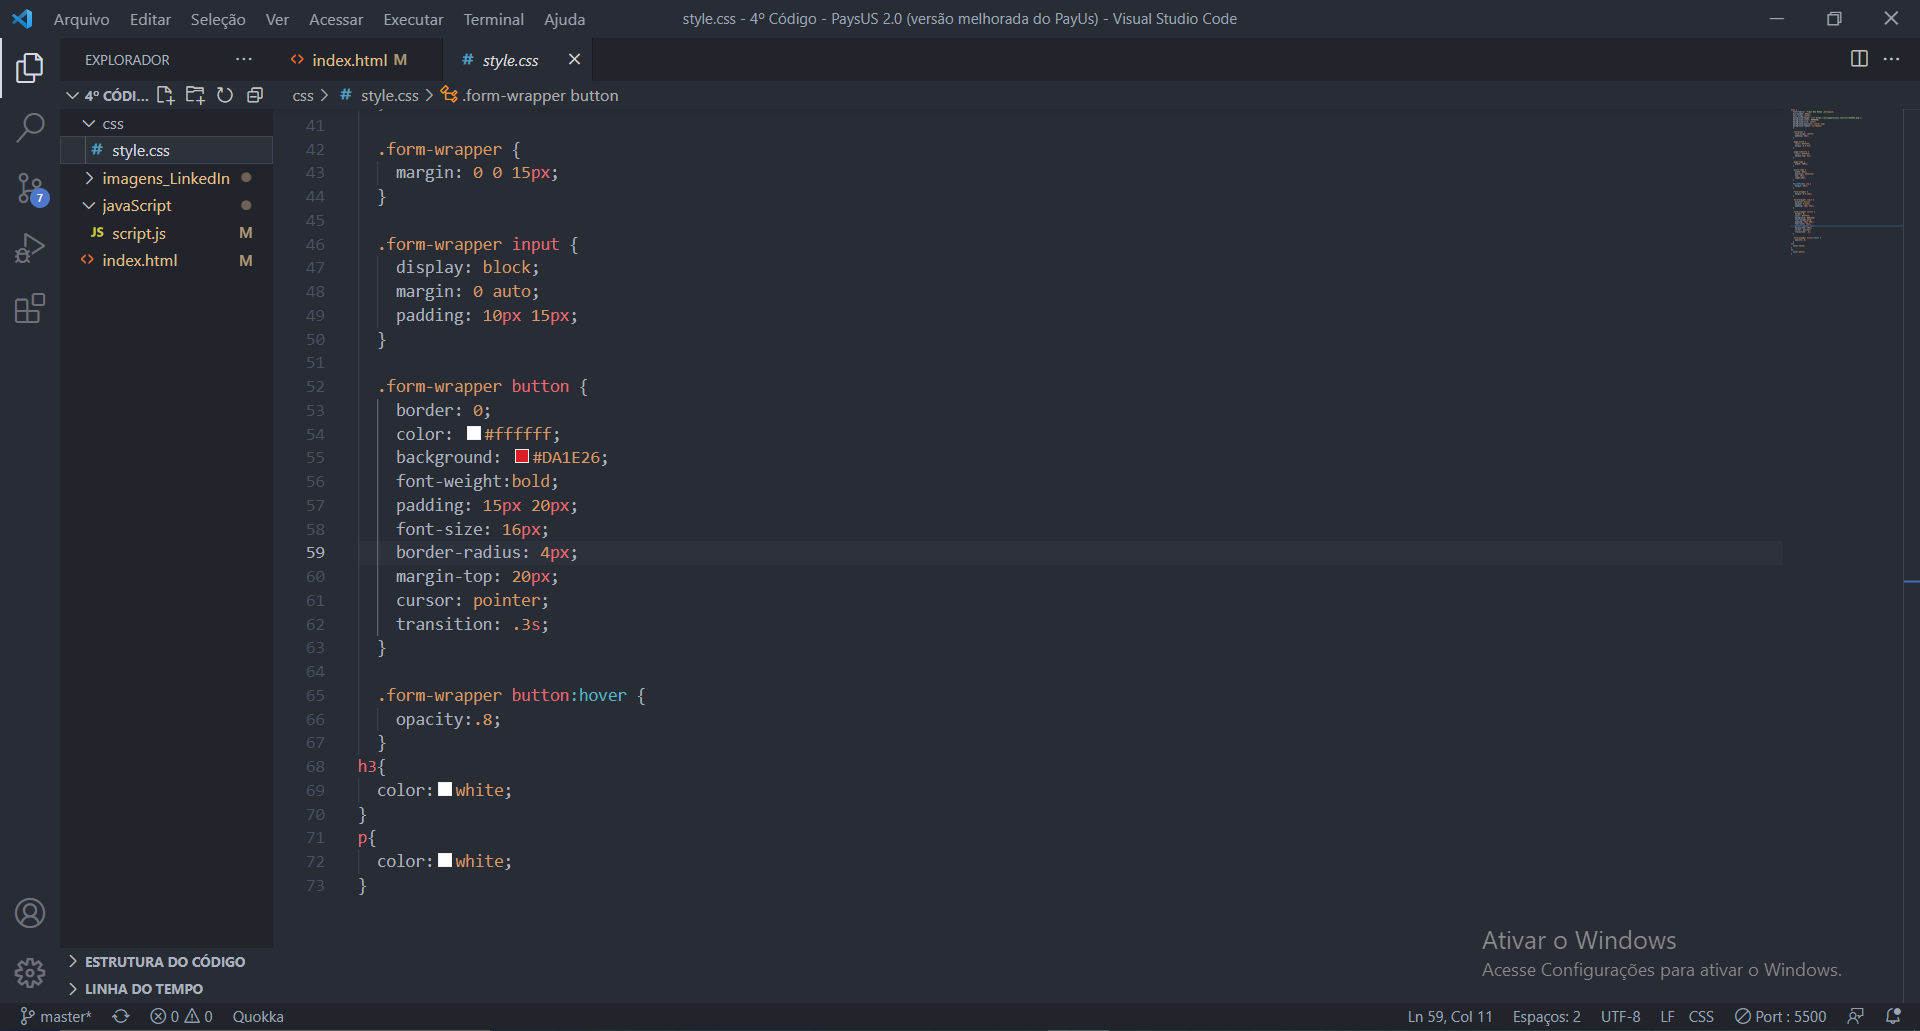 Arquivo Editar Seleção Ver Acessar Executar Terminal Ajuda
style.css - 4º Código - PaysUS 2.0 (versão melhorada do PayUs) - Visual Studio Code
EXPLORADOR
index.html M
# style.css
4º CÓDI...
css > # style.css > .form-wrapper button
css
# style.css
imagens_LinkedIn
javaScript
JS script.js M
index.html M
7
41
42 .form-wrapper {
43 margin: 0 0 15px;
44 }
45
46 .form-wrapper input {
47 display: block;
48 margin: 0 auto;
49 padding: 10px 15px;
50 }
51
52 .form-wrapper button {
53 border: 0;
54 color: #ffffff;
55 background: #DA1E26;
56 font-weight:bold;
57 padding: 15px 20px;
58 font-size: 16px;
59 border-radius: 4px;
60 margin-top: 20px;
61 cursor: pointer;
62 transition: .3s;
63 }
64
65 .form-wrapper button:hover {
66 opacity:.8;
67 }
68 h3{
69 color:white;
70 }
71 p{
72 color:white;
73 }
Ativar o Windows
Acesse Configurações para ativar o Windows.
ESTRUTURA DO CÓDIGO
LINHA DO TEMPO
master* 0 0 Quokka
Ln 59, Col 11 Espaços: 2 UTF-8 LF CSS Port : 5500